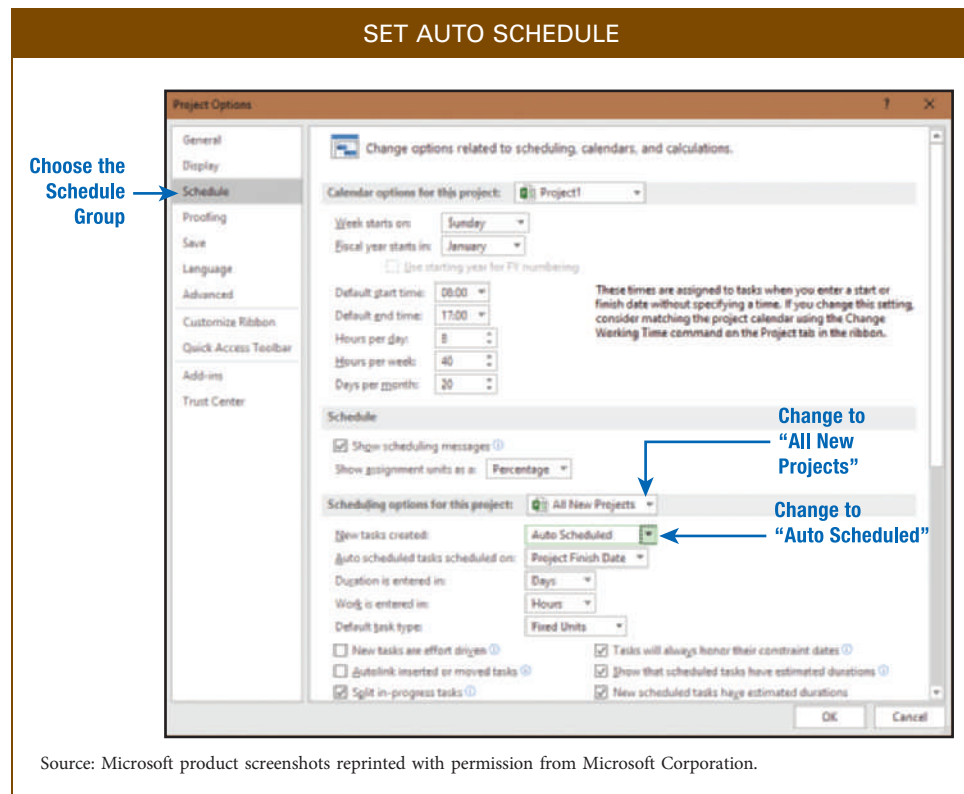 SET AUTO SCHEDULE
Project Options ? ×
General
Display
Schedule
Proofing
Save
Language
Advanced
Customize Ribbon
Quick Access Toolbar
Add-ins
Trust Center
Choose the
Schedule
Group
Change options related to scheduling, calendars, and calculations.
Calendar options for this project: Project1
Week starts on: Sunday
Fiscal year starts in: January
Use starting year for FY numbering
Default start time: 08:00
Default end time: 17:00
Hours per day: 8
Hours per week: 40
Days per month: 20
These times are assigned to tasks when you enter a start or
finish date without specifying a time. If you change this setting,
consider matching the project calendar using the Change
Working Time command on the Project tab in the ribbon.
Schedule
Show scheduling messages
Show assignment units as a: Percentage
Change to
“All New
Projects”
Scheduling options for this project: All New Projects
New tasks created: Auto Scheduled
Change to
“Auto Scheduled”
Auto scheduled tasks scheduled on: Project Finish Date
Duration is entered in: Days
Work is entered in: Hours
Default task type: Fixed Units
New tasks are effort driven
Autolink inserted or moved tasks
Split in-progress tasks
Tasks will always honor their constraint dates
Show that scheduled tasks have estimated durations
New scheduled tasks have estimated durations
OK Cancel
Source: Microsoft product screenshots reprinted with permission from Microsoft Corporation.